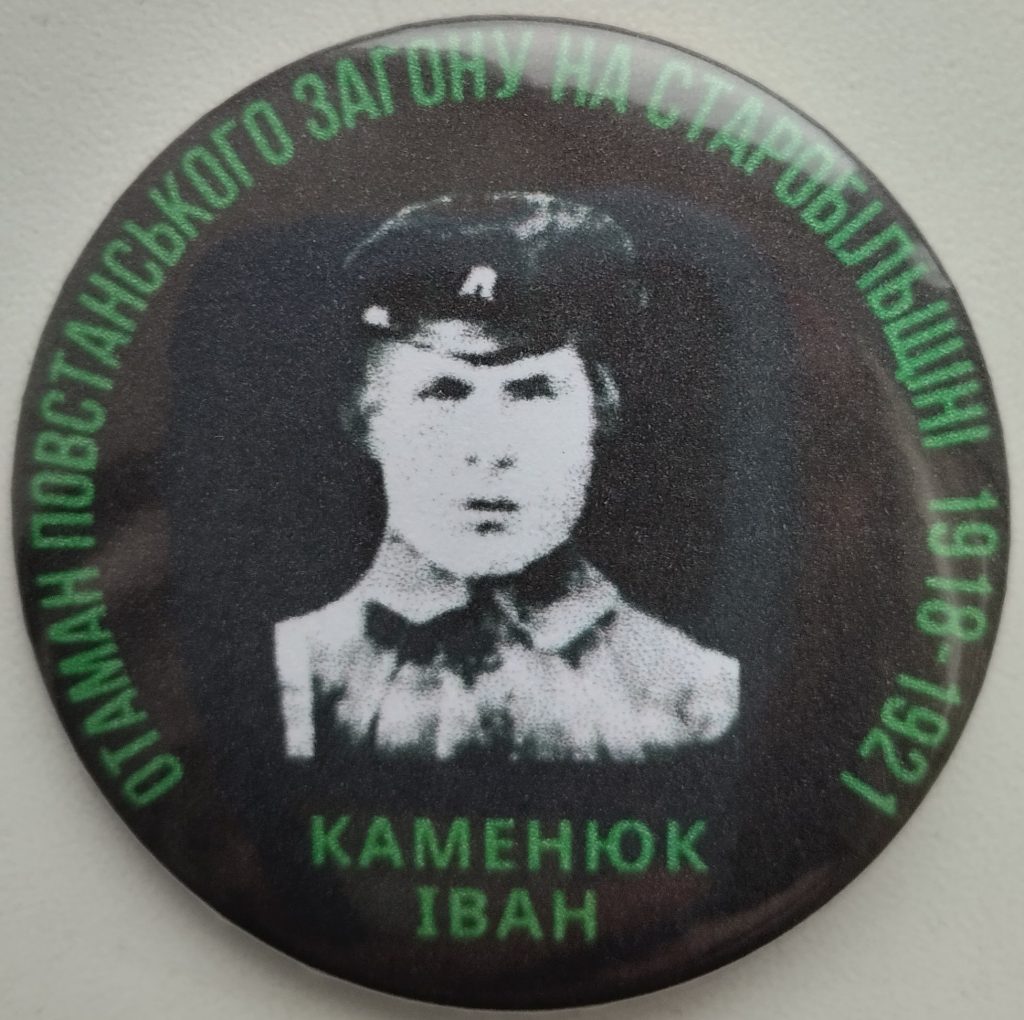 ОТАМАН ПОВСТАНСЬКОГО ЗАГОНУ НА СТАРОБІЛЬЩИНІ 1918-1921
КАМЕНЮК
ІВАН